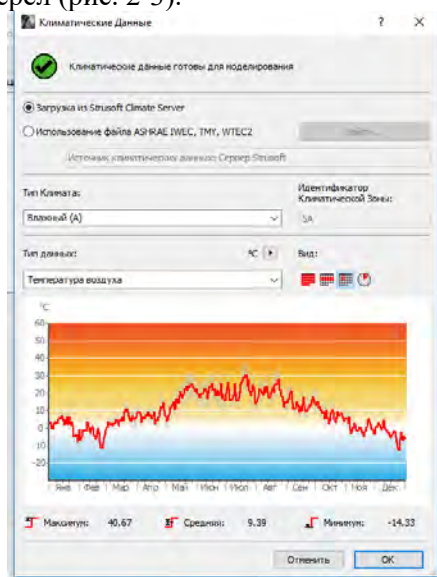 (рис. 2-3).
Климатические Данные
Климатические данные готовы для моделирования
Загрузка из Strusoft Climate Server
Использование файла ASHRAE IWEC, TMY, WTEC2
Источник климатических данных: Сервер Strusoft
Тип Климата:
Идентификатор
Климатической Зоны:
Влажный (A)
5A
Тип данных:
°C
Вид:
Температура воздуха
°C
60
50
40
30
20
10
0
10
-20
Янв Фев Мар Апр Май Июн Июл Авг Сен Окт Ноя Дек
Максимум: 40.67 Средняя: 9.39 Минимум: -14.33
Отменить OK